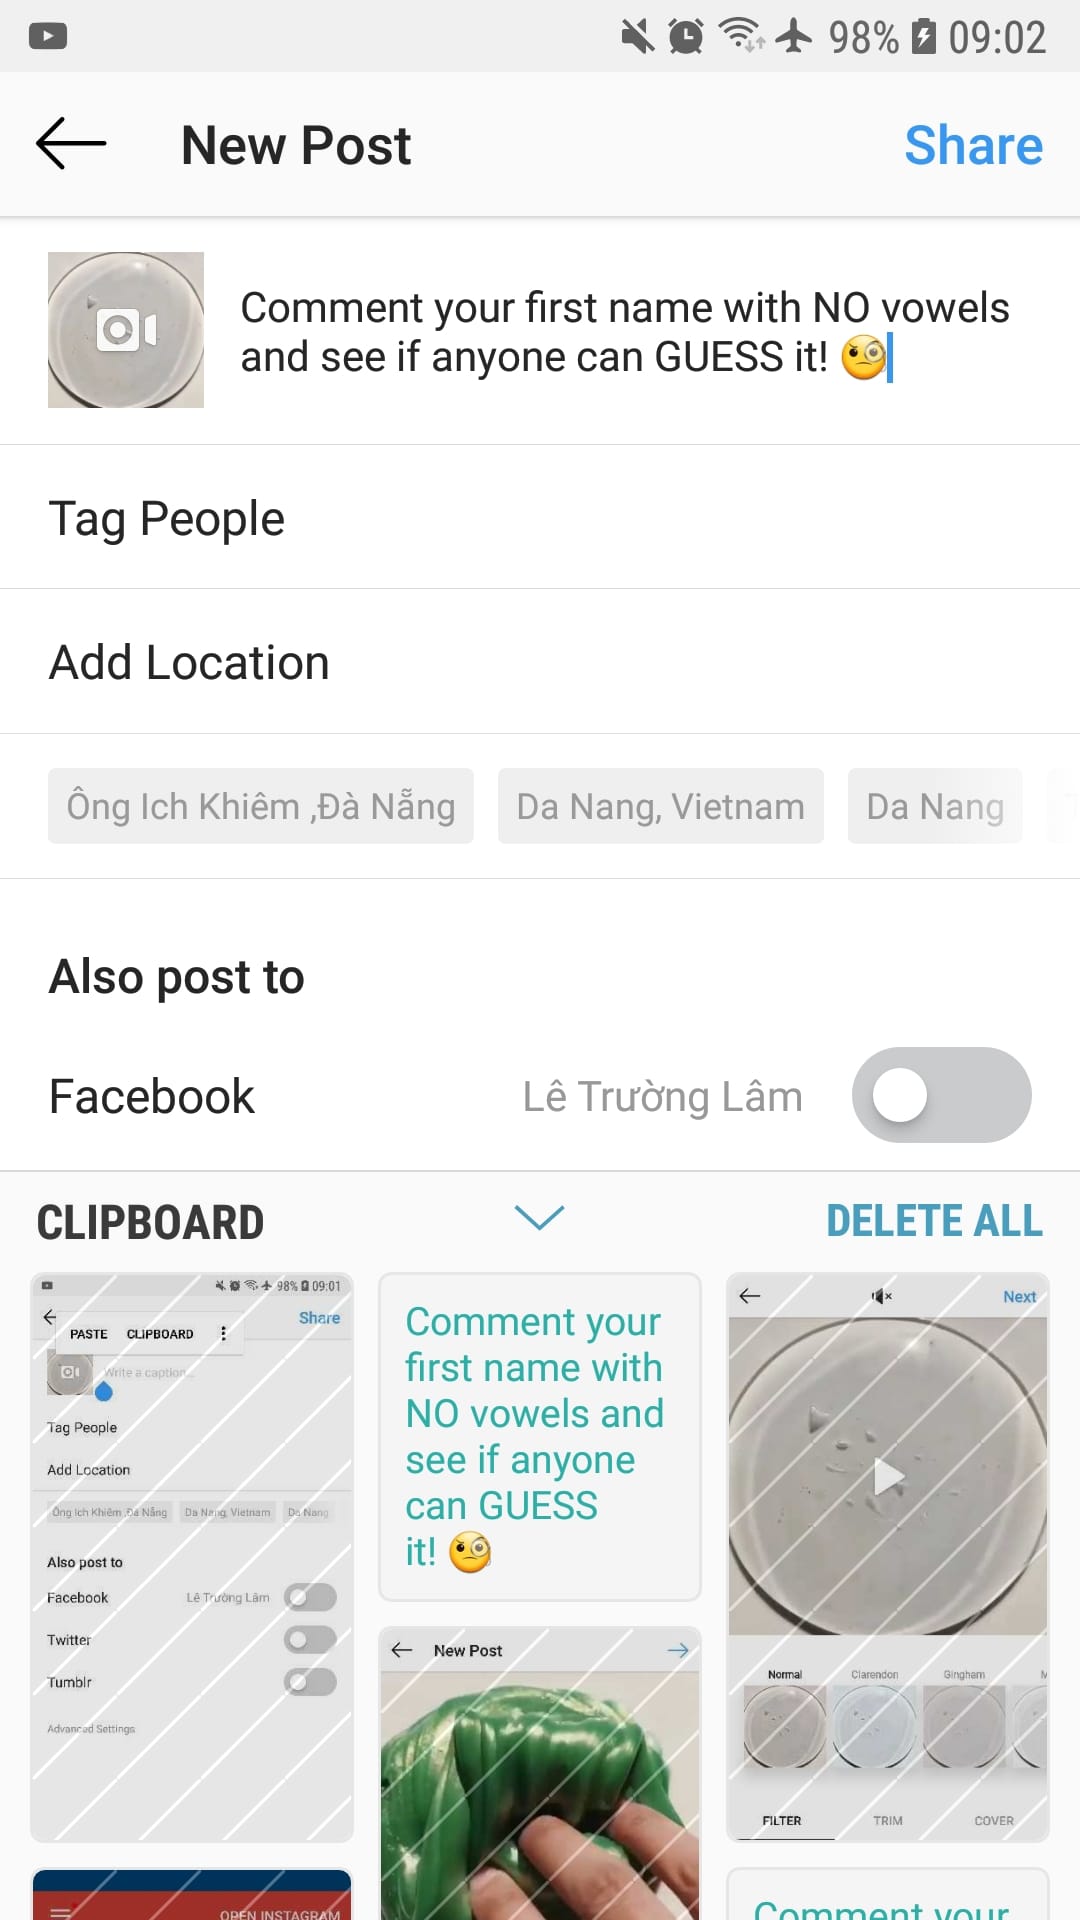 98% 09:02
New Post
Share
Comment your first name with NO vowels
and see if anyone can GUESS it! 🧐
Tag People
Add Location
Ông Ich Khiêm ,Đà Nẵng
Da Nang, Vietnam
Da Nang
Also post to
Facebook
Lê Trường Lâm
CLIPBOARD
DELETE ALL
98% 09:01
Share
PASTE CLIPBOARD
Write a caption...
Tag People
Add Location
Ông Ich Khiêm ,Đà Nẵng
Da Nang, Vietnam
Da Nang
Also post to
Facebook
Lê Trường Lâm
Twitter
Tumblr
Advanced Settings
OPEN INSTAGRAM
Comment your
first name with
NO vowels and
see if anyone
can GUESS
it! 🧐
New Post
Next
Normal
Clarendon
Gingham
M
FILTER
TRIM
COVER
Comment your